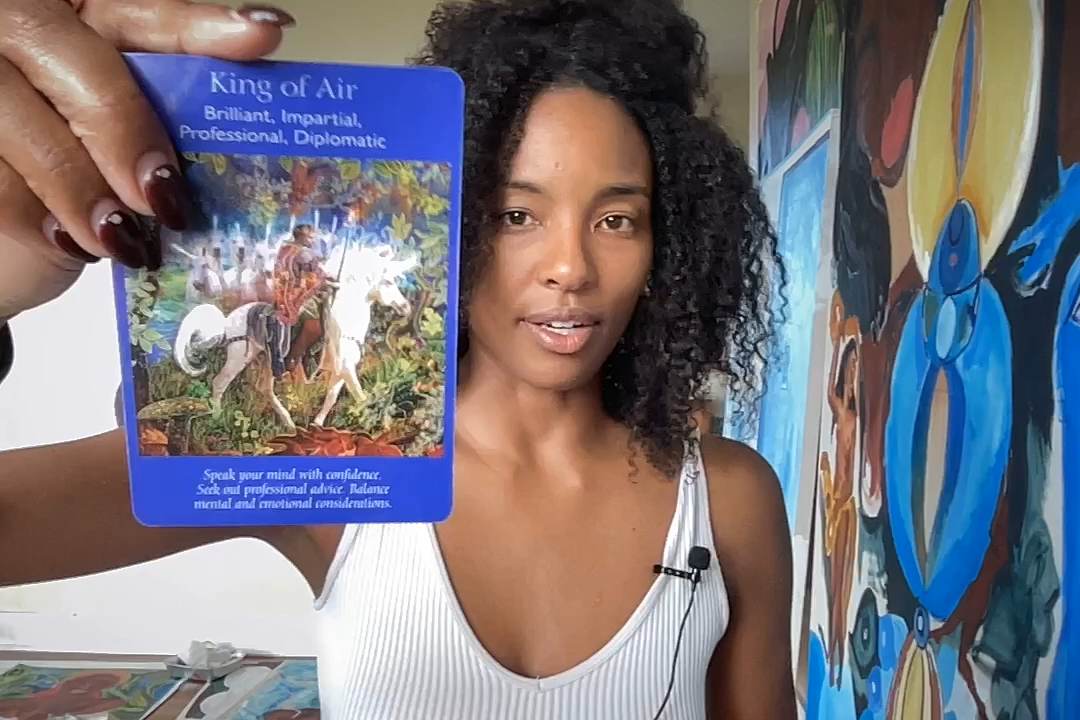 King of Air
Brilliant, Impartial,
Professional, Diplomatic
Speak your mind with confidence.
Seek out professional advice. Balance
mental and emotional considerations.